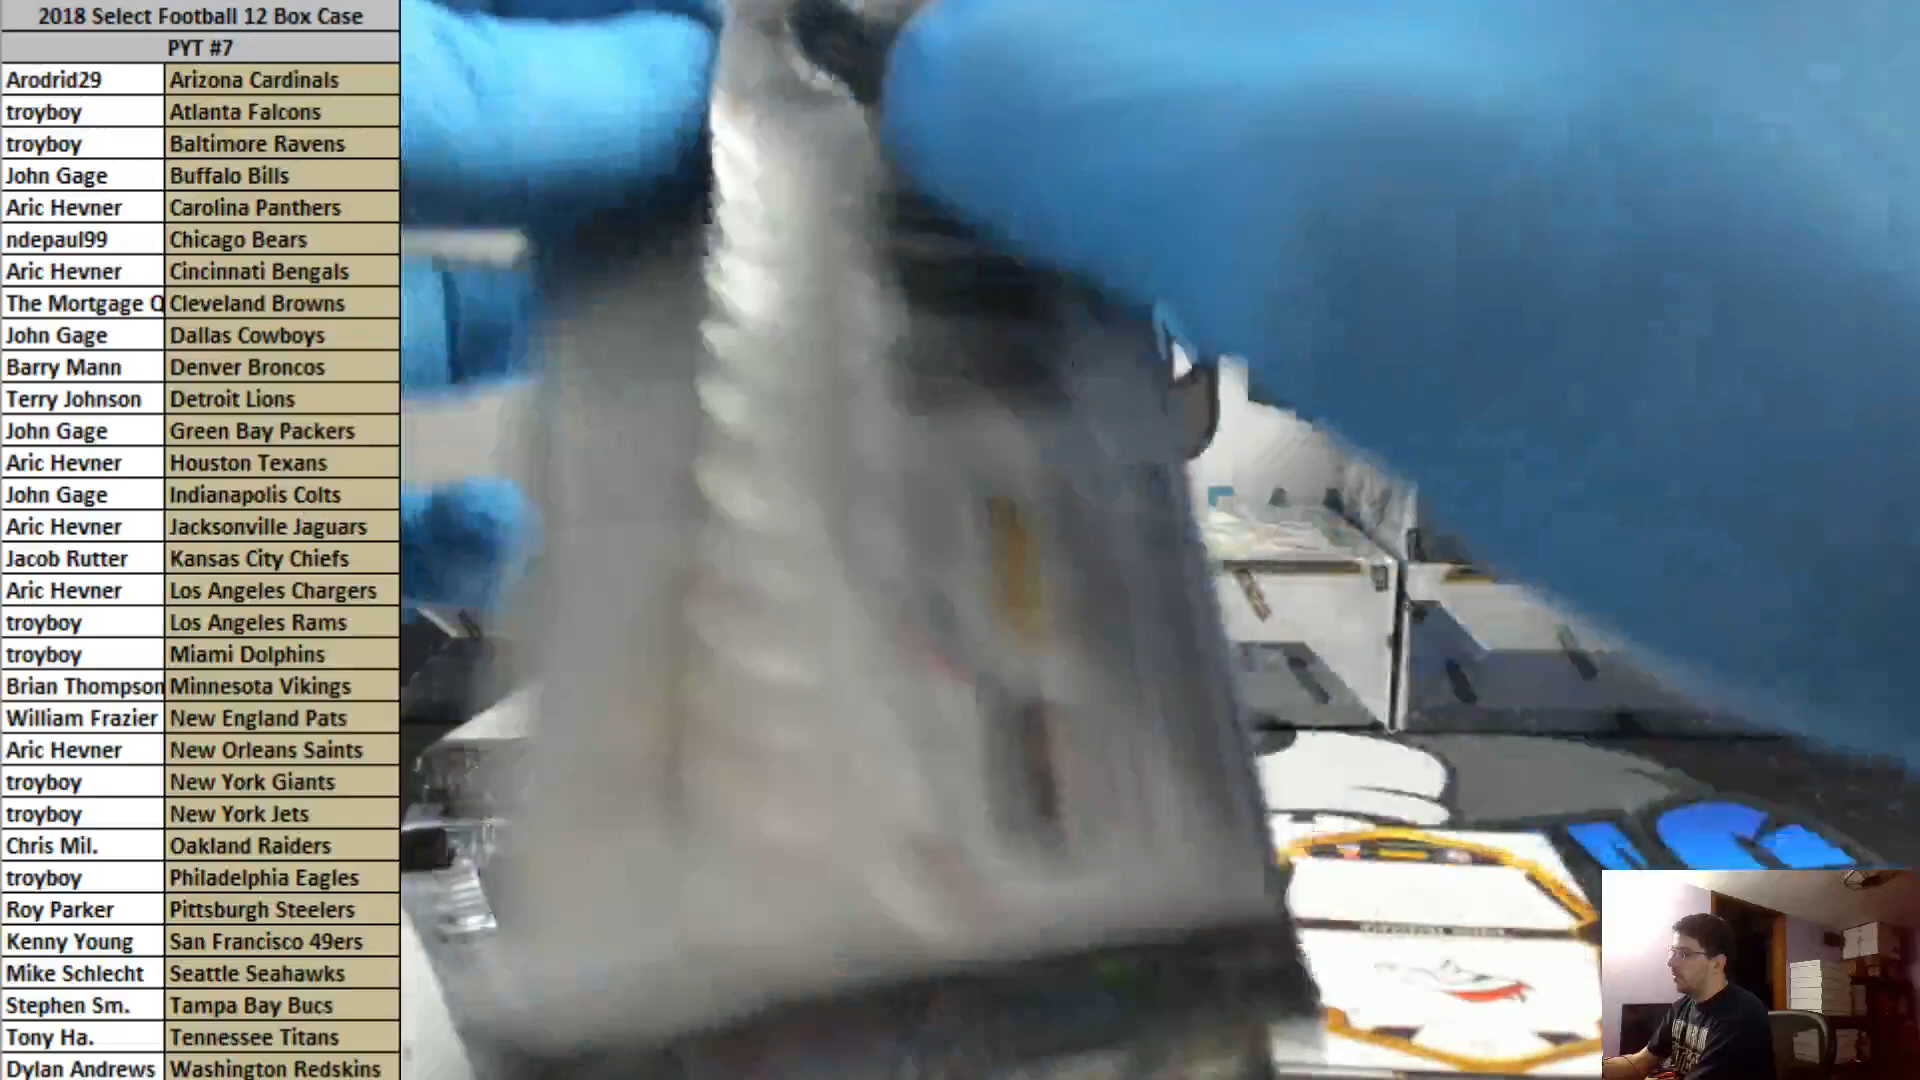 2018 Select Football 12 Box Case
PYT #7
Arodrid29 Arizona Cardinals
troyboy Atlanta Falcons
troyboy Baltimore Ravens
John Gage Buffalo Bills
Aric Hevner Carolina Panthers
ndepaul99 Chicago Bears
Aric Hevner Cincinnati Bengals
The Mortgage Cleveland Browns
John Gage Dallas Cowboys
Barry Mann Denver Broncos
Terry Johnson Detroit Lions
John Gage Green Bay Packers
Aric Hevner Houston Texans
John Gage Indianapolis Colts
Aric Hevner Jacksonville Jaguars
Jacob Rutter Kansas City Chiefs
Aric Hevner Los Angeles Chargers
troyboy Los Angeles Rams
troyboy Miami Dolphins
Brian Thompson Minnesota Vikings
William Frazier New England Pats
Aric Hevner New Orleans Saints
troyboy New York Giants
troyboy New York Jets
Chris Mil. Oakland Raiders
troyboy Philadelphia Eagles
Roy Parker Pittsburgh Steelers
Kenny Young San Francisco 49ers
Mike Schlecht Seattle Seahawks
Stephen Sm. Tampa Bay Bucs
Tony Ha. Tennessee Titans
Dylan Andrews Washington Redskins